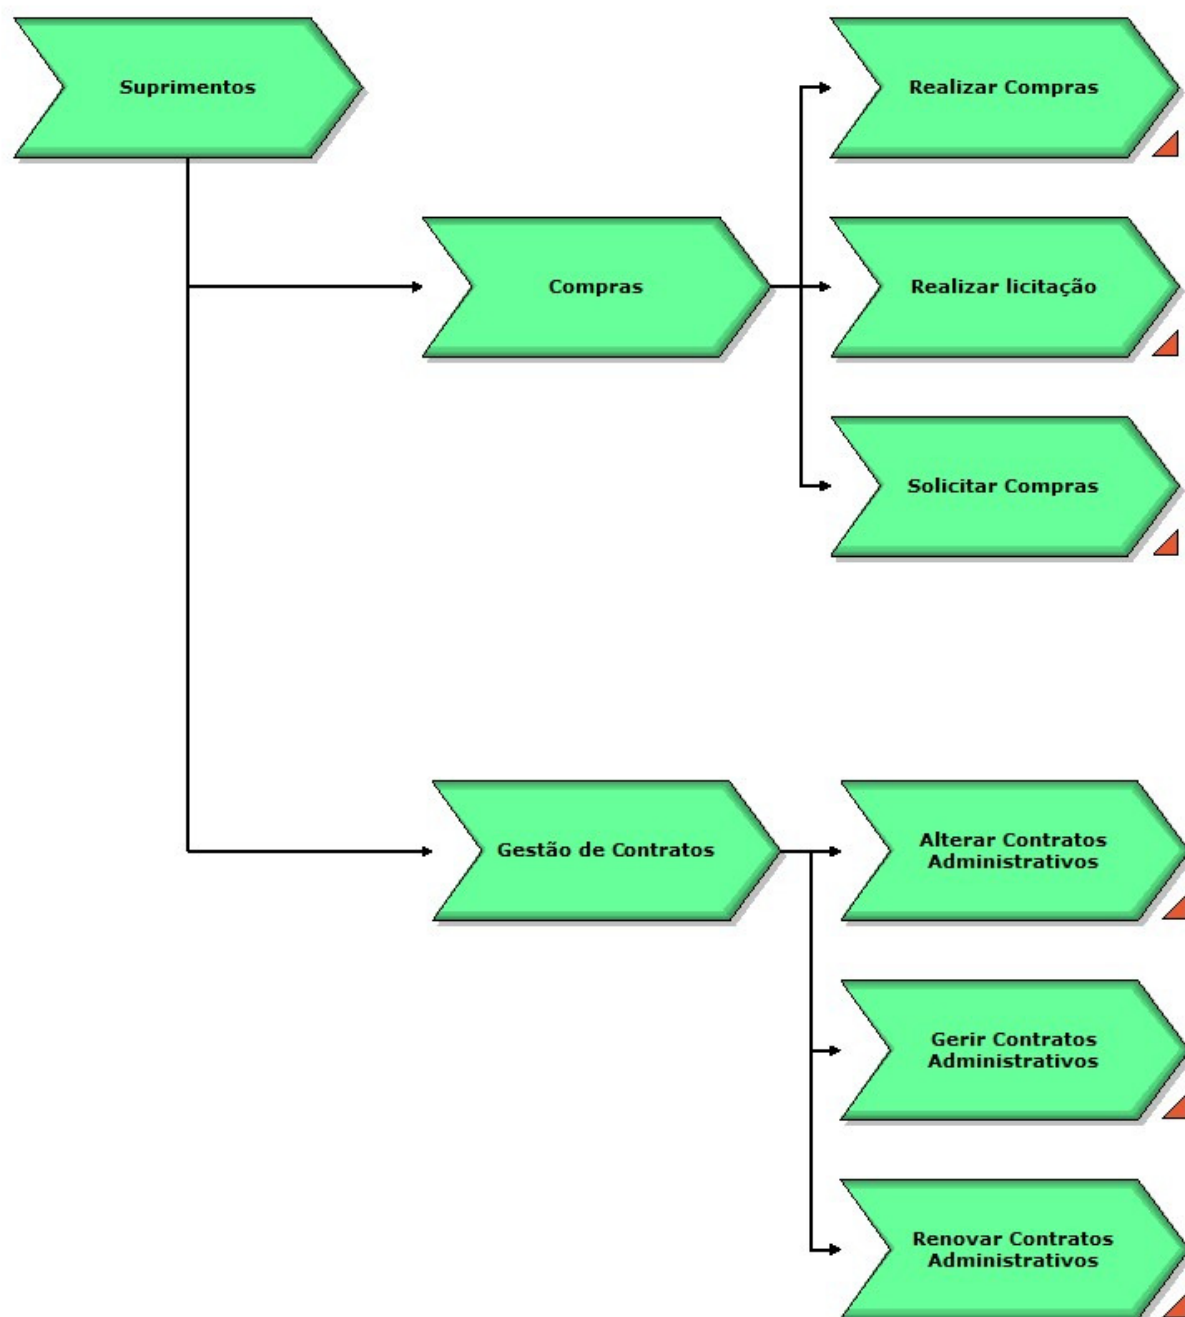 Suprimentos
Realizar Compras
Compras
Realizar licitação
Solicitar Compras
Gestão de Contratos
Alterar Contratos
Administrativos
Gerir Contratos
Administrativos
Renovar Contratos
Administrativos